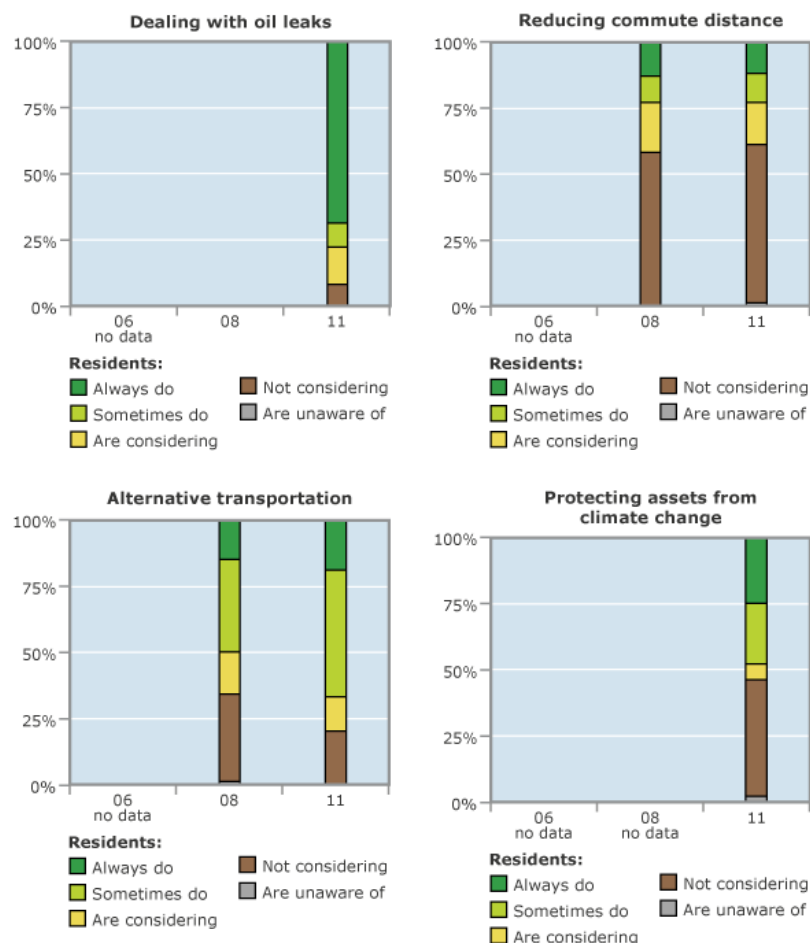 Dealing with oil leaks
100%
75%
50%
25%
0%
06
no data
08
11
Residents:
Always do
Not considering
Sometimes do
Are unaware of
Are considering
Reducing commute distance
100%
75%
50%
25%
0%
06
no data
08
11
Residents:
Always do
Not considering
Sometimes do
Are unaware of
Are considering
Alternative transportation
100%
75%
50%
25%
0%
06
no data
08
11
Residents:
Always do
Not considering
Sometimes do
Are unaware of
Are considering
Protecting assets from
climate change
100%
75%
50%
25%
0%
06
no data
08
no data
11
Residents:
Always do
Not considering
Sometimes do
Are unaware of
Are considering